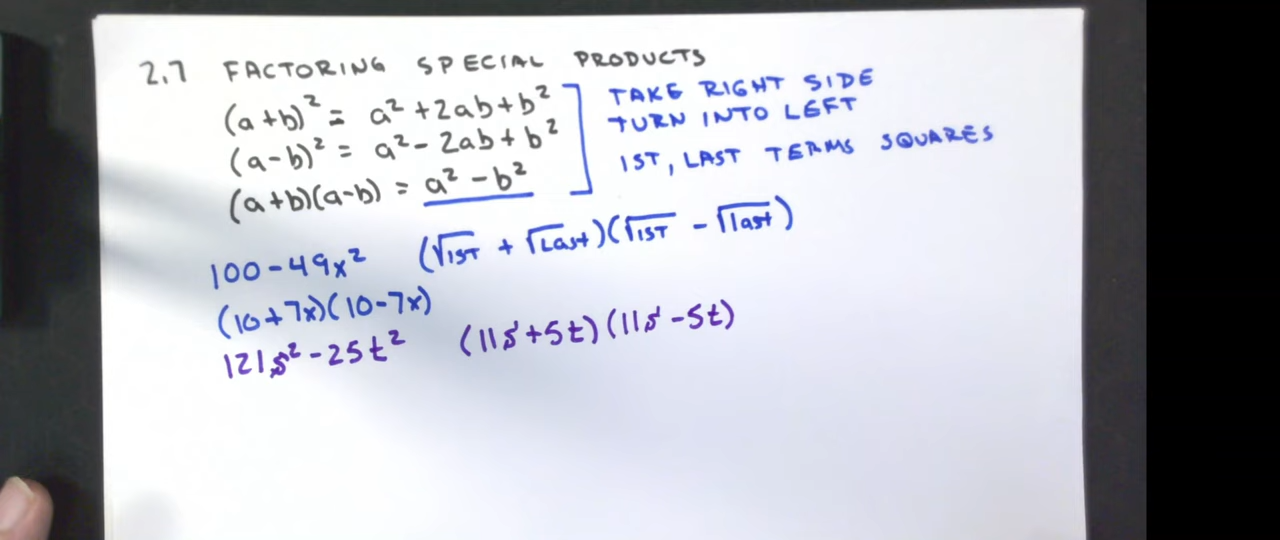 2.7 FACTORING SPECIAL PRODUCTS
(a+b)² = a² + 2ab + b²
(a-b)² = a² - 2ab + b²
(a+b)(a-b) = a² - b²
TAKE RIGHT SIDE
TURN INTO LEFT
1ST, LAST TERMS SQUARES
100 - 49x² (√1ST + √Last)(√1ST - √last)
(10+7x)(10-7x)
121s² - 25t² (11s+5t)(11s-5t)